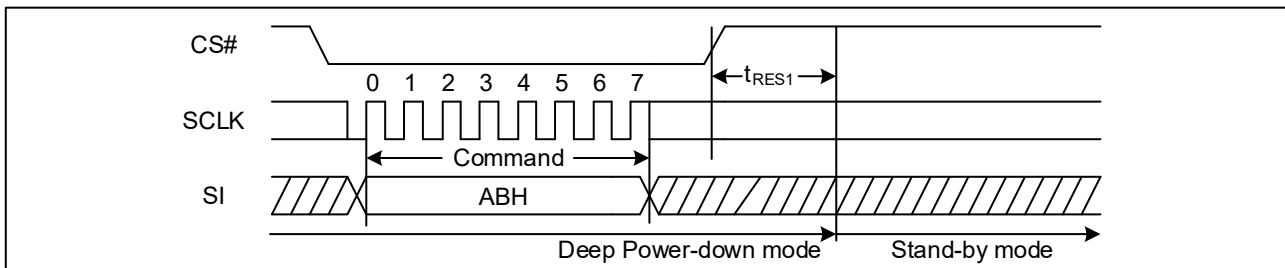 CS#
tRES1
0 1 2 3 4 5 6 7
SCLK
Command
SI
ABH
Deep Power-down mode Stand-by mode